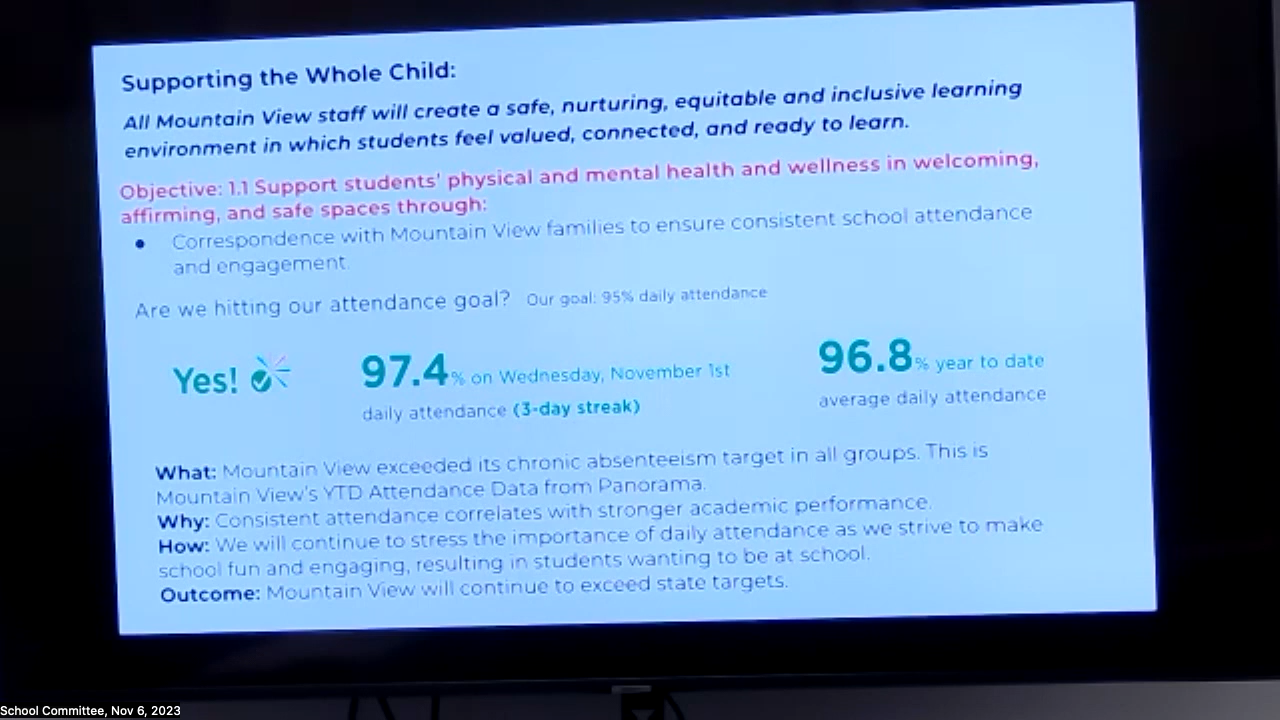 Supporting the Whole Child:
All Mountain View staff will create a safe, nurturing, equitable and inclusive learning
environment in which students feel valued, connected, and ready to learn.
Objective: 1.1 Support students' physical and mental health and wellness in welcoming,
affirming, and safe spaces through:
● Correspondence with Mountain View families to ensure consistent school attendance
and engagement.
Are we hitting our attendance goal? Our goal: 95% daily attendance
Yes!
97.4% on Wednesday, November 1st
daily attendance (3-day streak)
96.8% year to date
average daily attendance
What: Mountain View exceeded its chronic absenteeism target in all groups. This is
Mountain View's YTD Attendance Data from Panorama.
Why: Consistent attendance correlates with stronger academic performance.
How: We will continue to stress the importance of daily attendance as we strive to make
school fun and engaging, resulting in students wanting to be at school.
Outcome: Mountain View will continue to exceed state targets.
School Committee, Nov 6, 2023